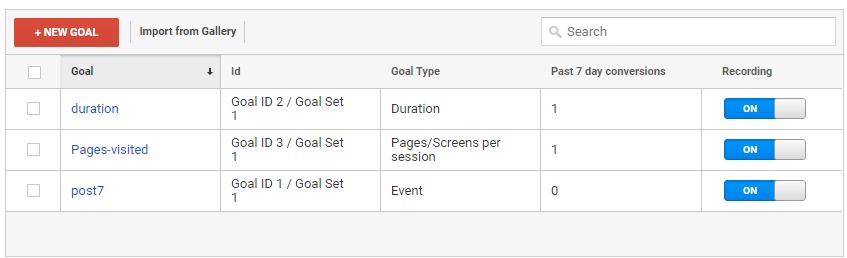 + NEW GOAL Import from Gallery Search
Goal Id Goal Type Past 7 day conversions Recording
duration Goal ID 2 / Goal Set 1 Duration 1 ON
Pages-visited Goal ID 3 / Goal Set 1 Pages/Screens per session 1 ON
post7 Goal ID 1 / Goal Set 1 Event 0 ON